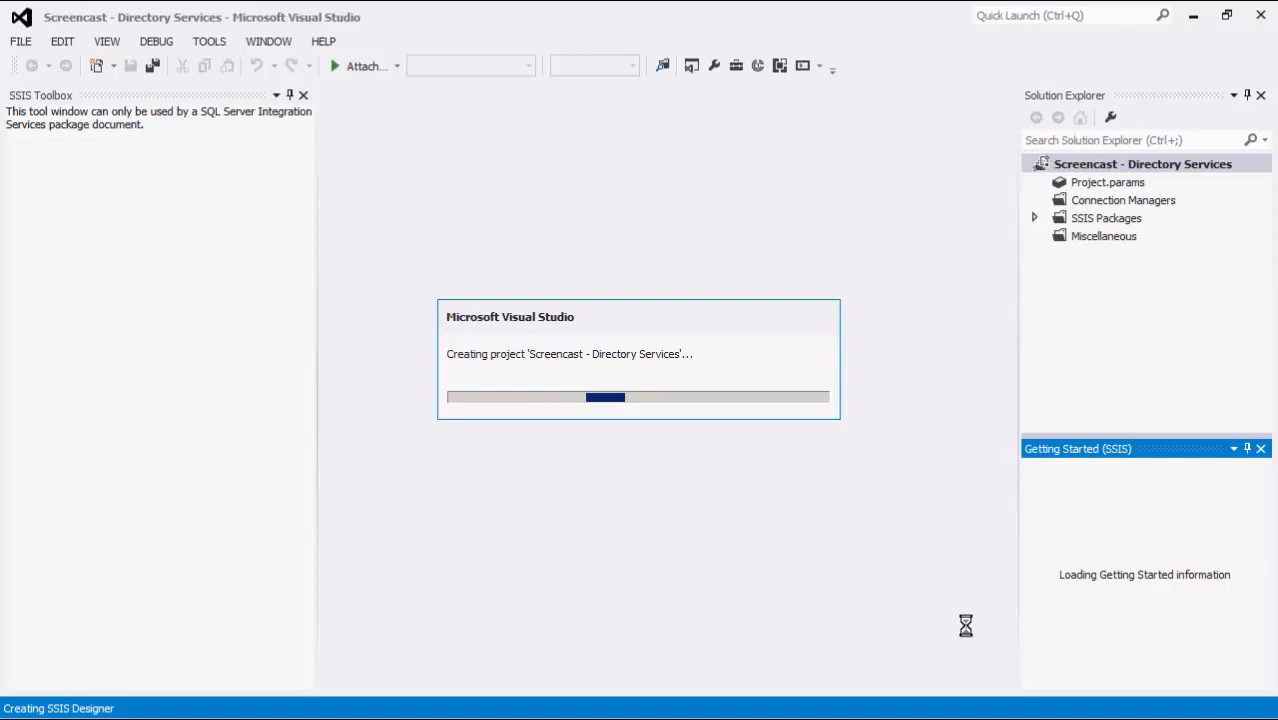 Screencast - Directory Services - Microsoft Visual Studio
Quick Launch (Ctrl+Q)
FILE EDIT VIEW DEBUG TOOLS WINDOW HELP
Attach...
SSIS Toolbox
This tool window can only be used by a SQL Server Integration
Services package document.
Solution Explorer
Search Solution Explorer (Ctrl+;)
Screencast - Directory Services
Project.params
Connection Managers
SSIS Packages
Miscellaneous
Microsoft Visual Studio
Creating project 'Screencast - Directory Services'...
Getting Started (SSIS)
Loading Getting Started information
Creating SSIS Designer